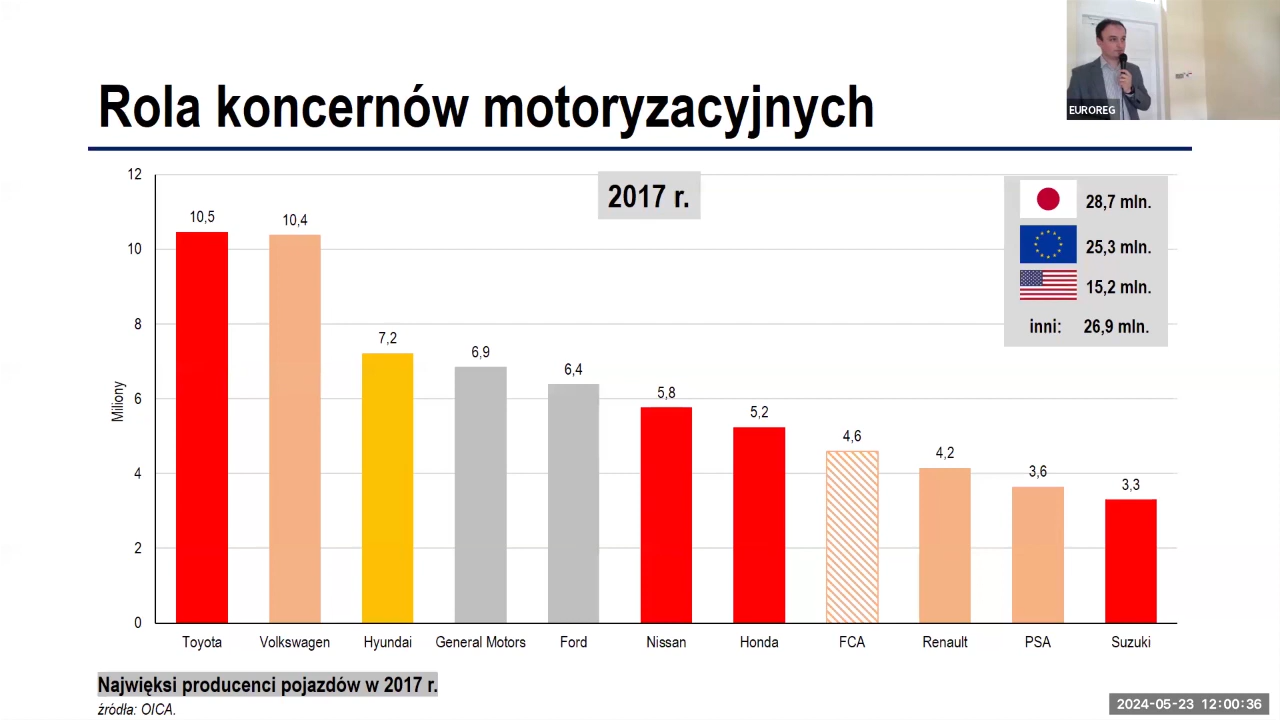 EUROREG
Rola koncernów motoryzacyjnych
2017 r.
28,7 mln.
25,3 mln.
15,2 mln.
inni: 26,9 mln.
Miliony
12
10
8
6
4
2
0
10,5
10,4
7,2
6,9
6,4
5,8
5,2
4,6
4,2
3,6
3,3
Toyota
Volkswagen
Hyundai
General Motors
Ford
Nissan
Honda
FCA
Renault
PSA
Suzuki
Najwięksi producenci pojazdów w 2017 r.
źródła: OICA.
2024-05-23 12:00:36